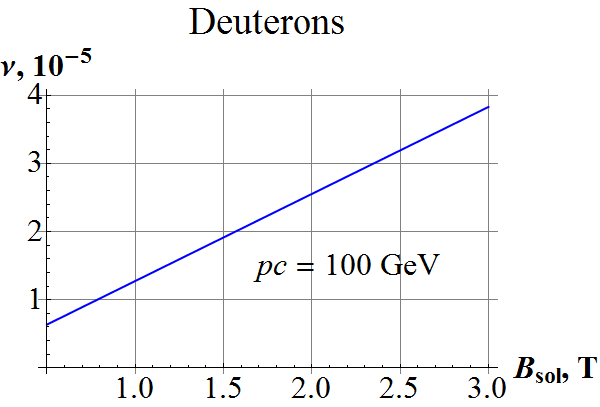 Deuterons
ν, 10⁻⁵
4
3
2
1
pc = 100 GeV
1.0 1.5 2.0 2.5 3.0
B_sol, T